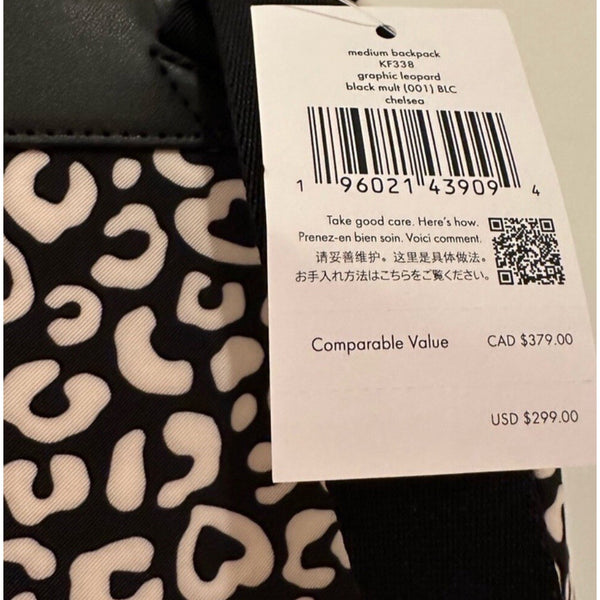 medium backpack
KF338
graphic leopard
black mult (001) BLC
chelsea
1 96021 43909 4
Take good care. Here's how.
Prenez-en bien soin. Voici comment.
请妥善维护。这里是具体做法。
お手入れ方法はこちらをご覧ください。
Comparable Value CAD $379.00
USD $299.00